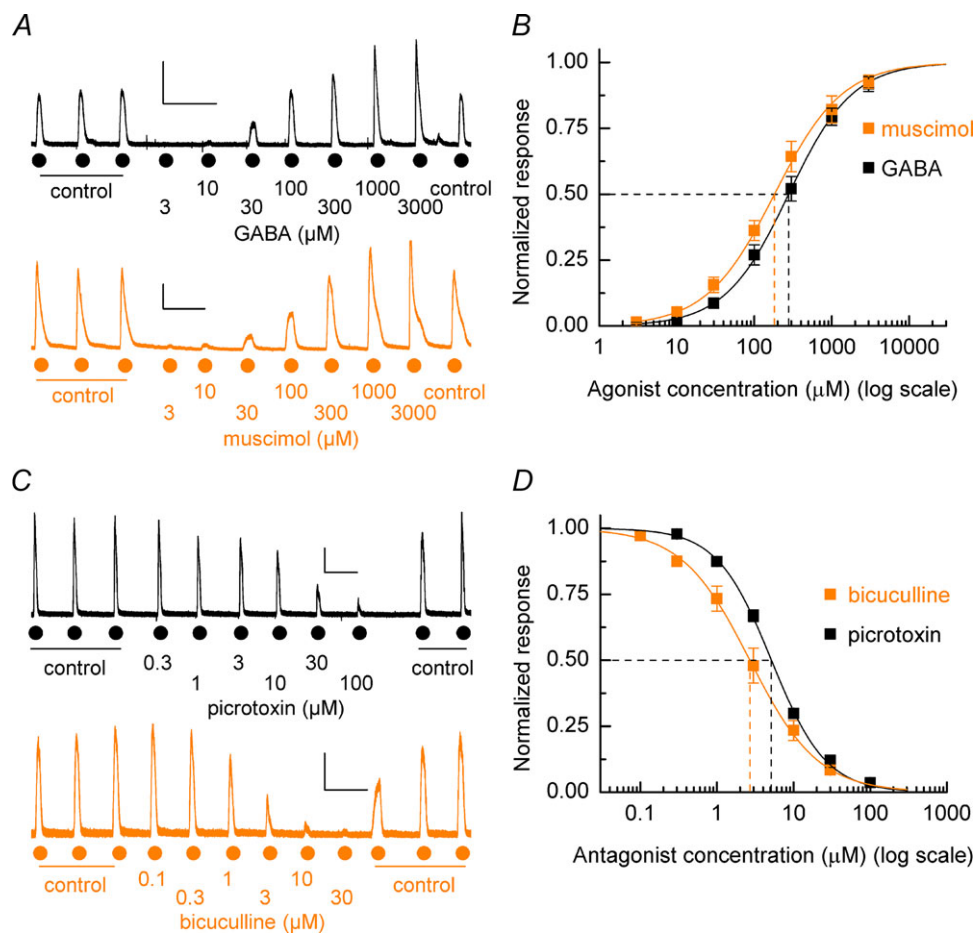 A
control
3
10
30
100
300
1000
3000
control
GABA (µM)
control
3
10
30
100
300
1000
3000
control
muscimol (µM)
B
Normalized response
1.00
0.75
0.50
0.25
0.00
muscimol
GABA
1 10 100 1000 10000
Agonist concentration (µM) (log scale)
C
control
0.3
1
3
10
30
100
control
picrotoxin (µM)
control
0.1
0.3
1
3
10
30
control
bicuculline (µM)
D
Normalized response
1.00
0.75
0.50
0.25
0.00
bicuculline
picrotoxin
0.1 1 10 100 1000
Antagonist concentration (µM) (log scale)